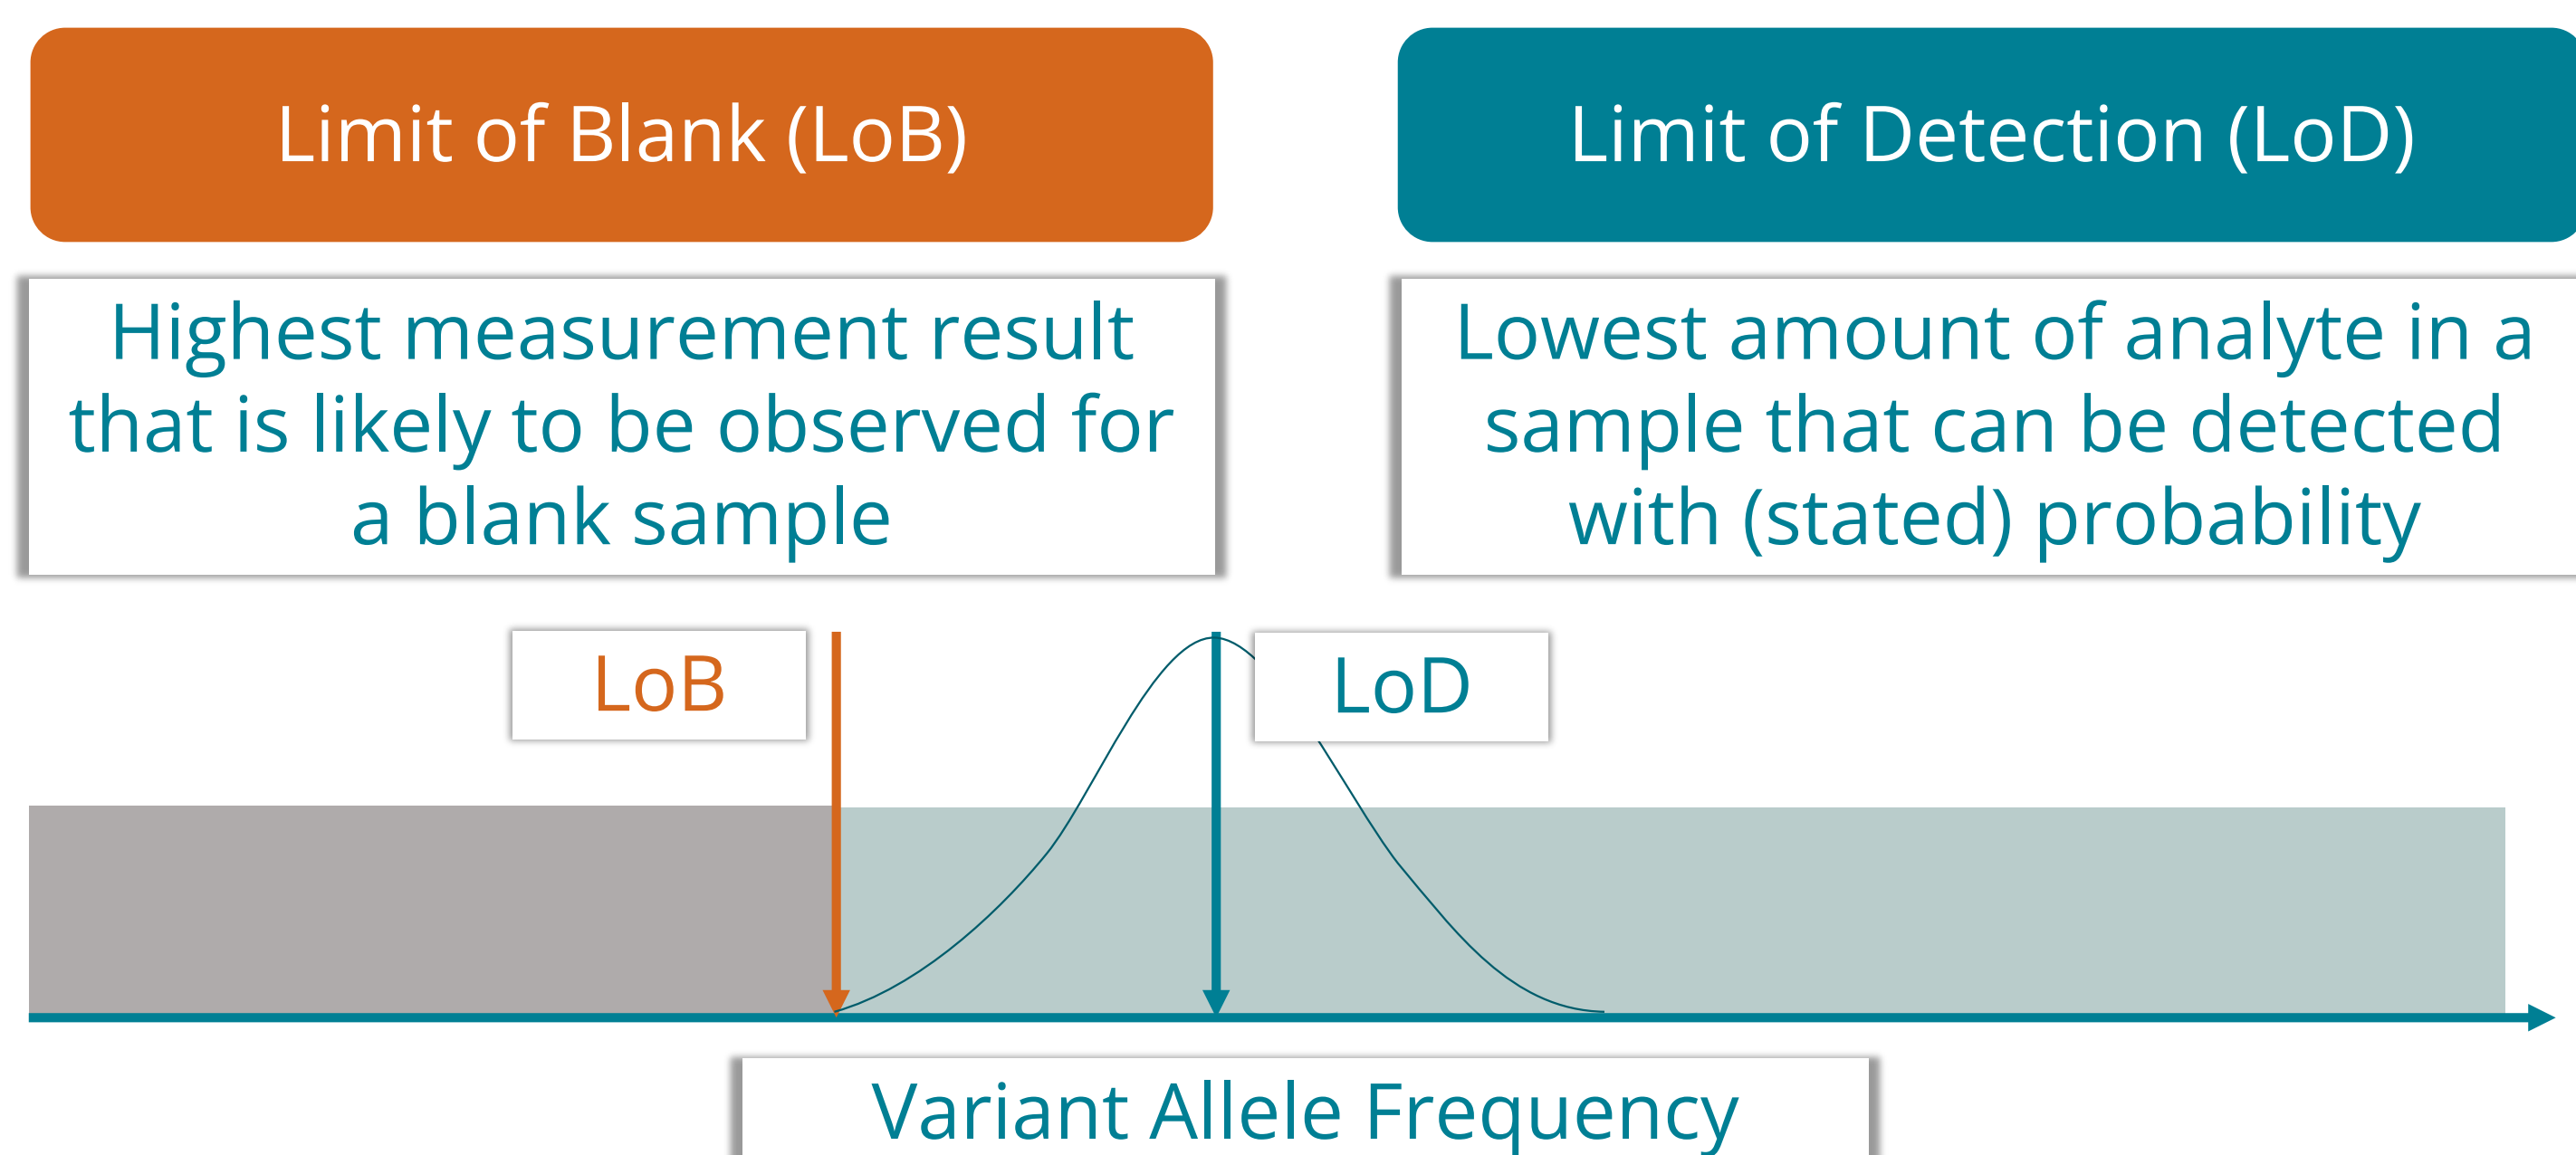 Limit of Blank (LoB)
Limit of Detection (LoD)
Highest measurement result
that is likely to be observed for
a blank sample
Lowest amount of analyte in a
sample that can be detected
with (stated) probability
LoB
LoD
Variant Allele Frequency